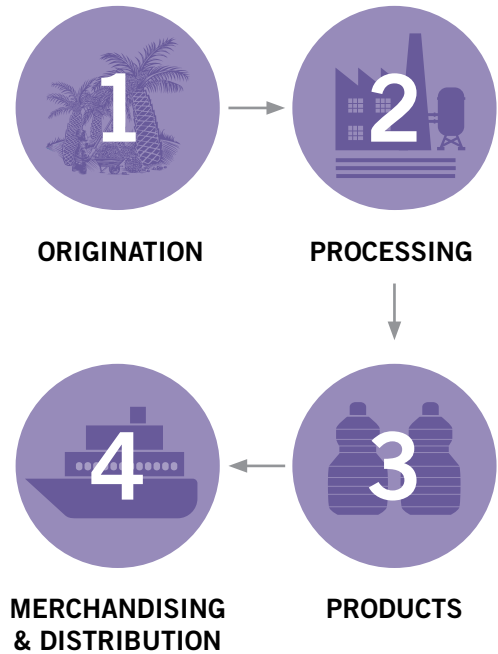 1
2
ORIGINATION
PROCESSING
4
3
MERCHANDISING
& DISTRIBUTION
PRODUCTS